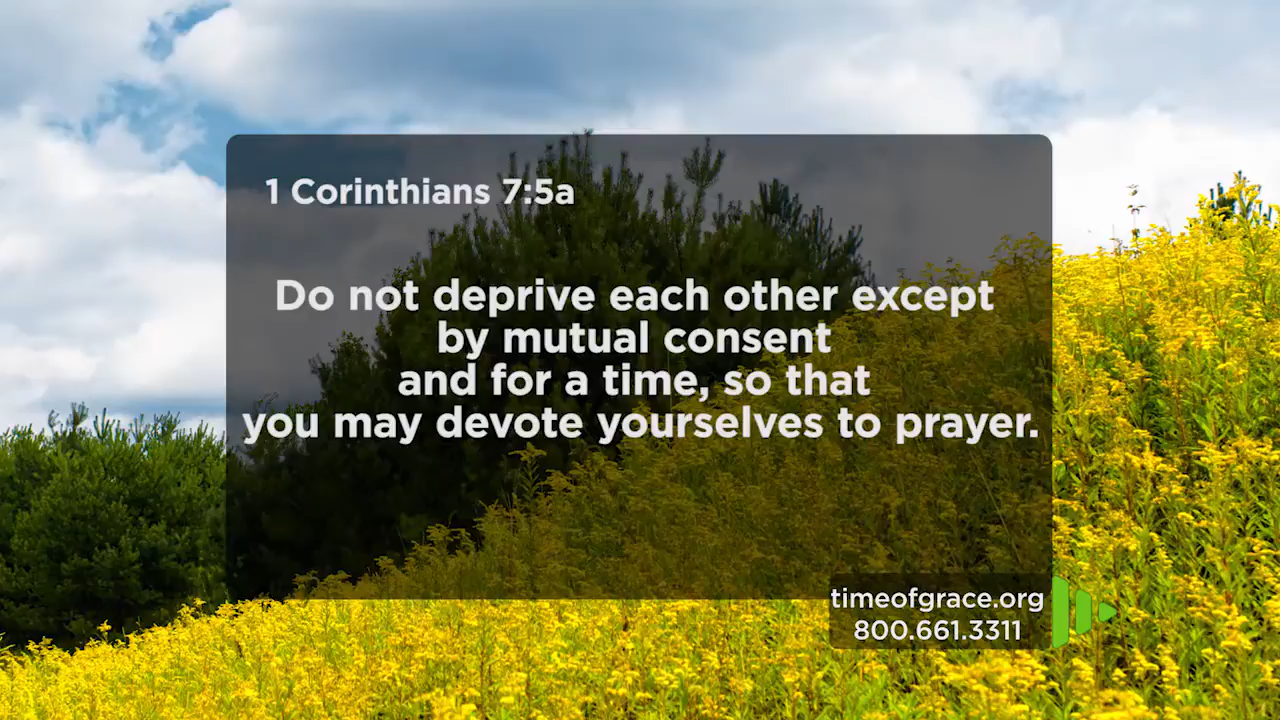 1 Corinthians 7:5a
Do not deprive each other except
by mutual consent
and for a time, so that
you may devote yourselves to prayer.
timeofgrace.org
800.661.3311